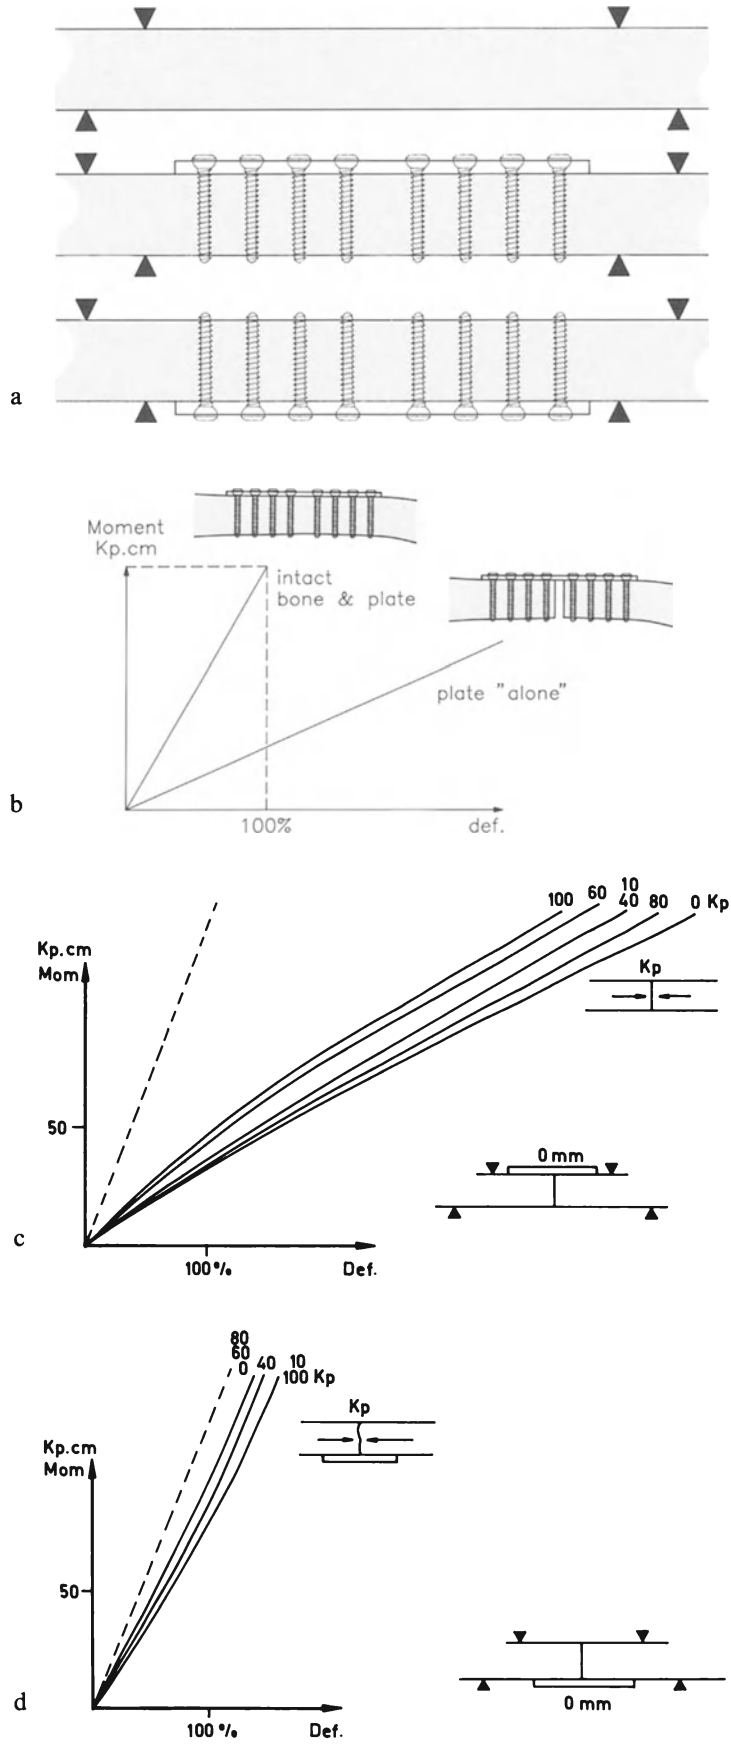 a
Moment
Kp.cm
intact
bone & plate
plate "alone"
100%
def.
b
10
100 60 40 80 0 Kp
Kp.cm
Mom
Kp
50
0 mm
100%
Def.
c
80
60
0 40 10
100 Kp
Kp
Kp.cm
Mom
50
0 mm
100%
Def.
d